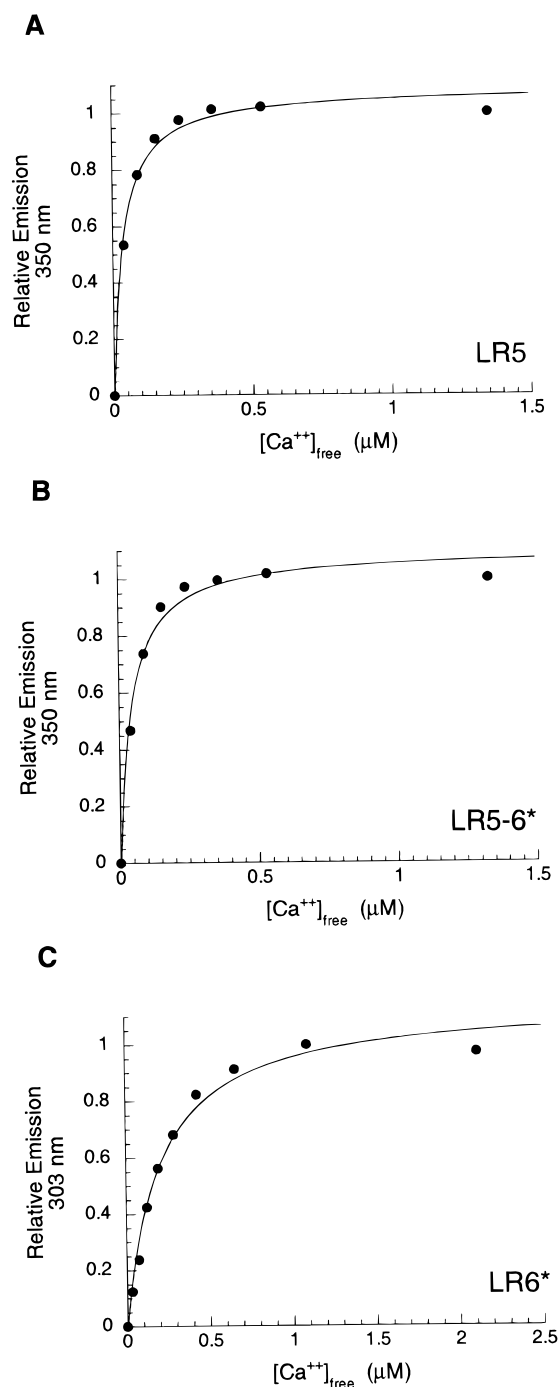 A
Relative Emission
350 nm
1
0.8
0.6
0.4
0.2
0
0 0.5 1 1.5
LR5
[Ca++]free (µM)
B
Relative Emission
350 nm
1
0.8
0.6
0.4
0.2
0
0 0.5 1 1.5
LR5-6*
[Ca++]free (µM)
C
Relative Emission
303 nm
1
0.8
0.6
0.4
0.2
0
0 0.5 1 1.5 2 2.5
LR6*
[Ca++]free (µM)